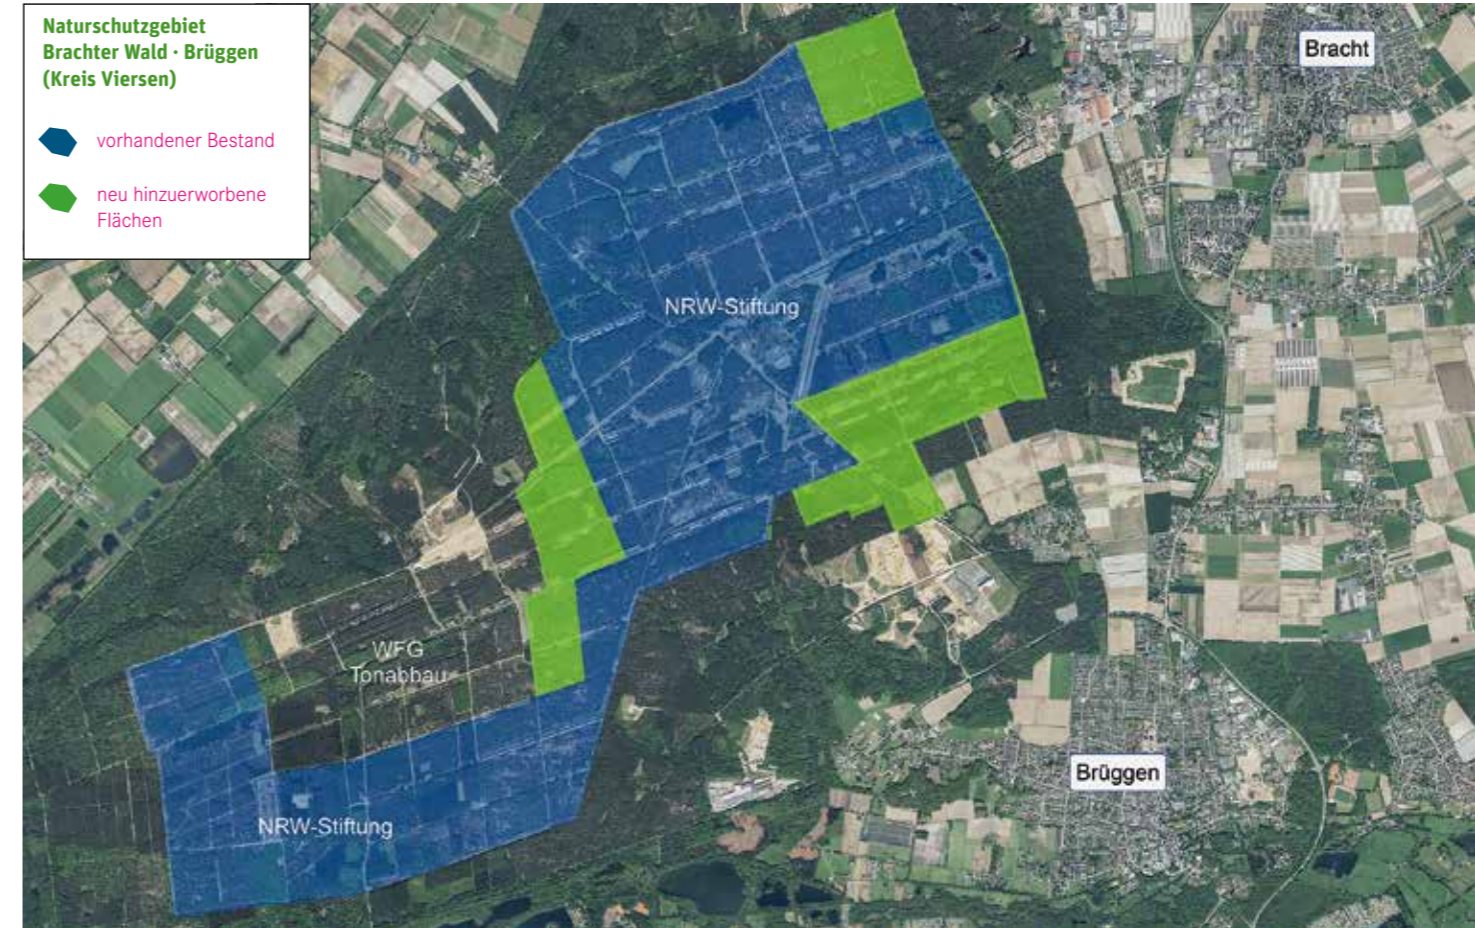 Naturschutzgebiet
Brachter Wald · Brüggen
(Kreis Viersen)
vorhandener Bestand
neu hinzuerworbene
Flächen
Bracht
NRW-Stiftung
WFG
Tonabbau
Brüggen
NRW-Stiftung